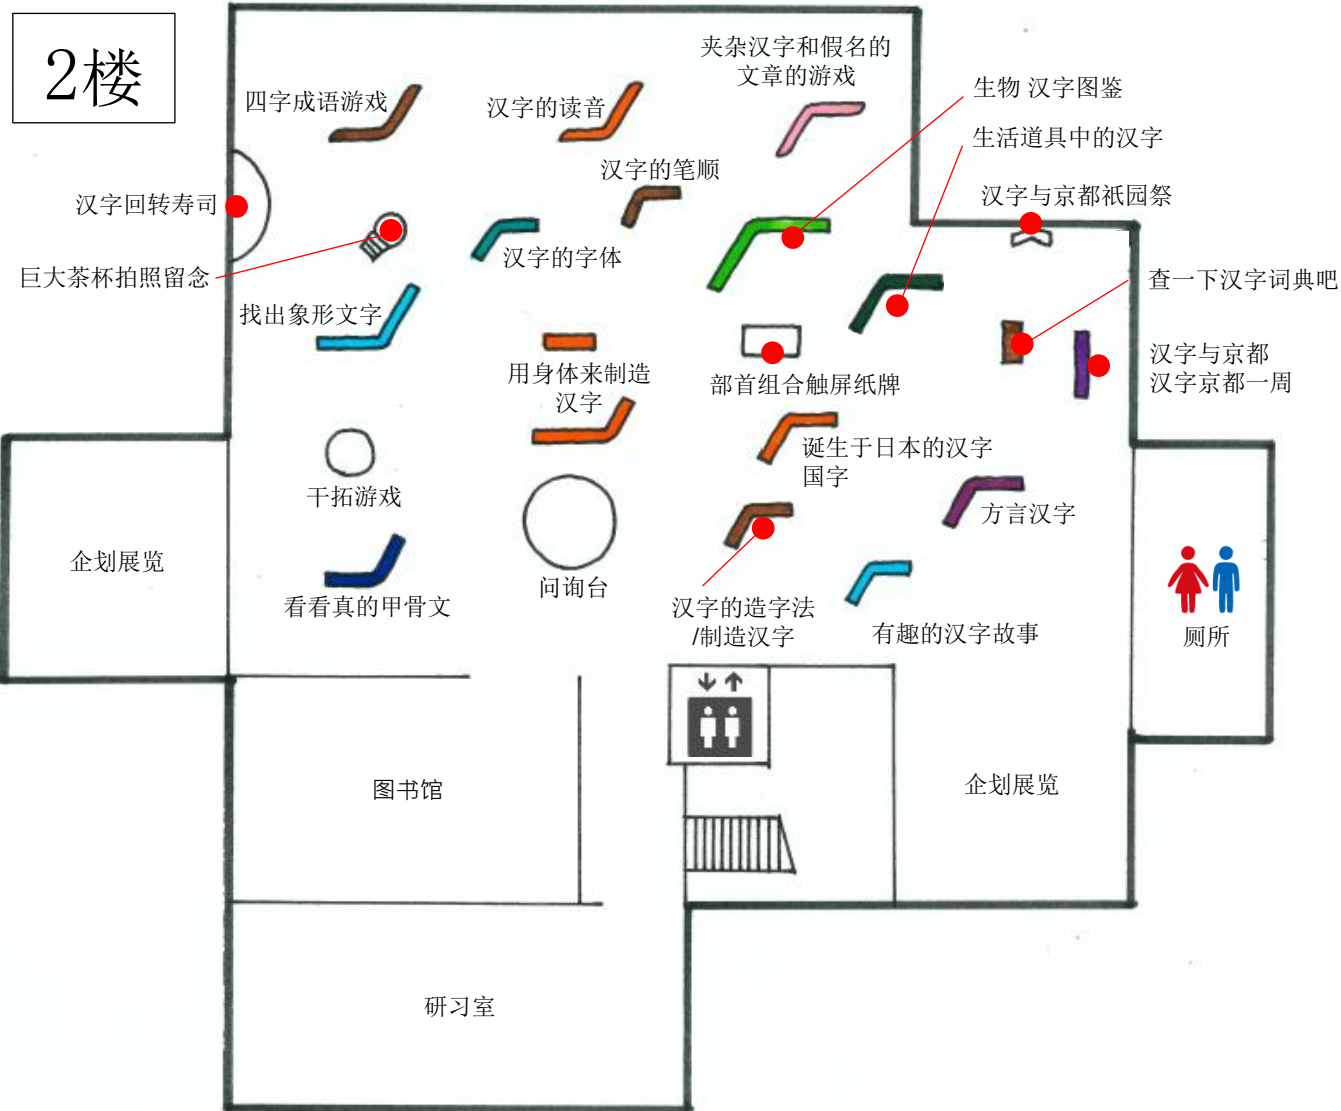 2楼
夹杂汉字和假名的
文章的游戏
四字成语游戏
汉字的读音
生物 汉字图鉴
生活道具中的汉字
汉字的笔顺
汉字与京都祇园祭
汉字回转寿司
汉字的字体
巨大茶杯拍照留念
查一下汉字词典吧
找出象形文字
用身体来制造
汉字
部首组合触屏纸牌
汉字与京都
汉字京都一周
诞生于日本的汉字
国字
干拓游戏
方言汉字
企划展览
问询台
看看真的甲骨文
汉字的造字法
/制造汉字
有趣的汉字故事
厕所
图书馆
企划展览
研习室